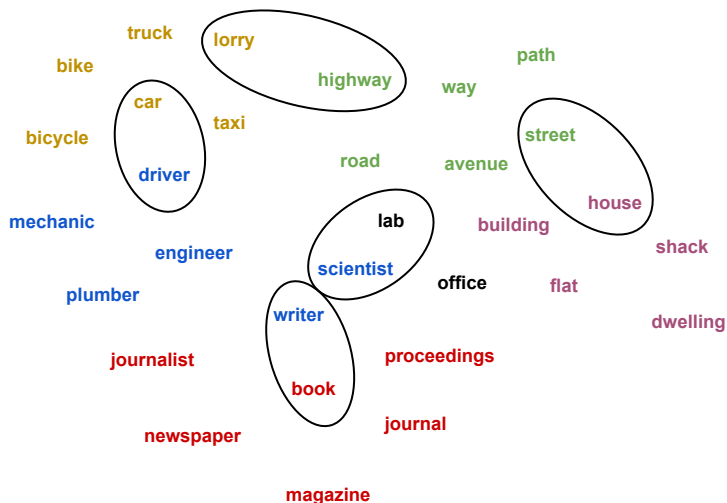 truck
lorry
bike
highway
path
way
car
taxi
bicycle
street
road
avenue
driver
house
mechanic
lab
building
shack
engineer
scientist
office
flat
plumber
writer
dwelling
journalist
proceedings
book
newspaper
journal
magazine